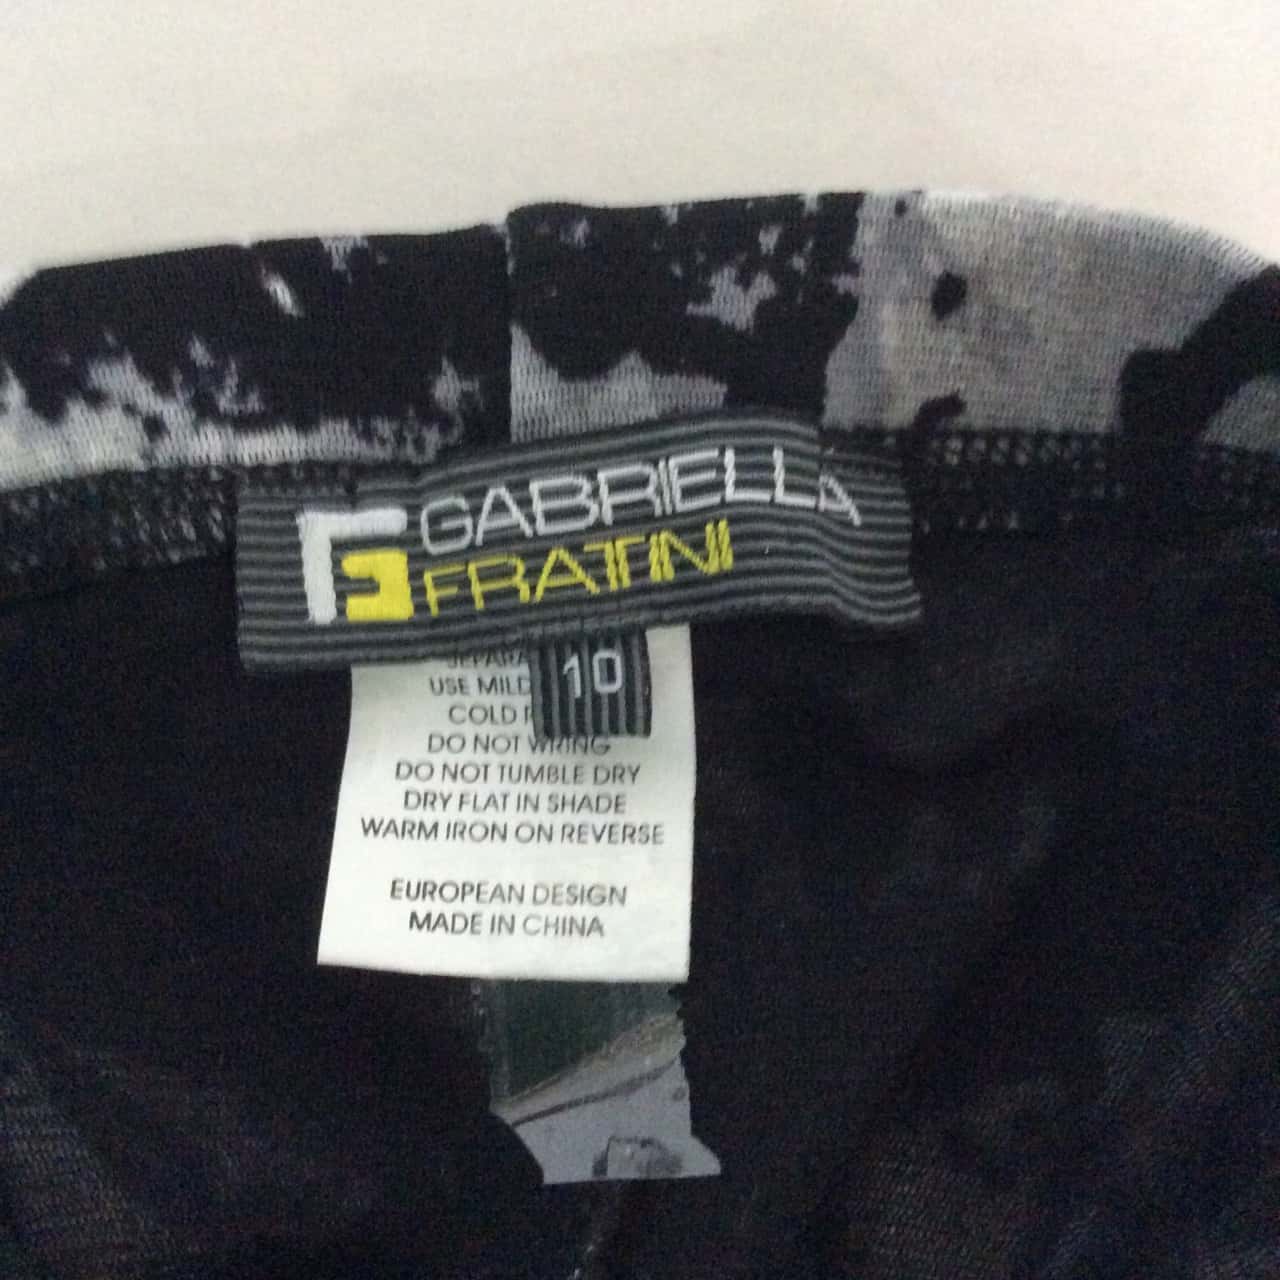 GABRIELLA
FRATTINI
10
USE MILD
COLD
DO NOT WRING
DO NOT TUMBLE DRY
DRY FLAT IN SHADE
WARM IRON ON REVERSE
EUROPEAN DESIGN
MADE IN CHINA